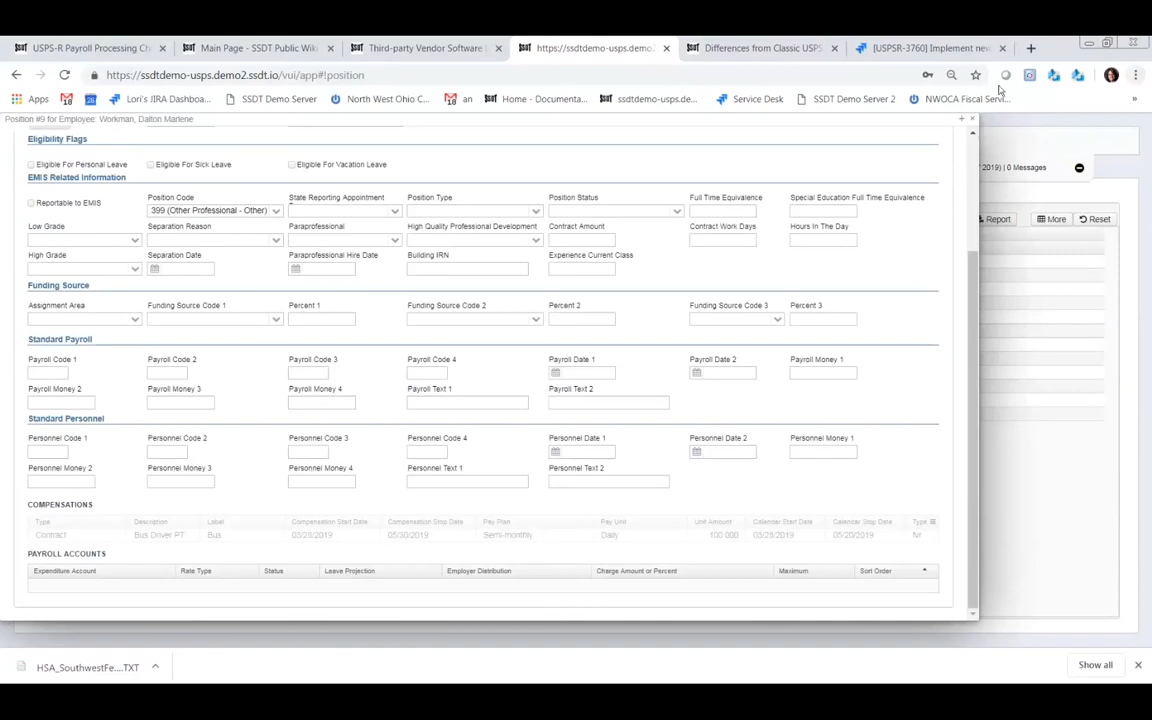 USPS-R Payroll Processing Ch
Main Page - SSDT Public Wiki
Third-party Vendor Software
https://ssdtdemo-usps.demo2.
Differences from Classic USPS
[USPSR-3760] Implement new
https://ssdtdemo-usps.demo2.ssdt.io/vui/app#!position
Apps
Lori's JIRA Dashboa...
SSDT Demo Server
North West Ohio C...
an
Home - Documenta...
ssdtdemo-usps.de...
Service Desk
SSDT Demo Server 2
NWOCA Fiscal Servi...
»
Position #9 for Employee: Workman, Dalton Marlene
Eligibility Flags
2019) | 0 Messages
Eligible For Personal Leave
Eligible For Sick Leave
Eligible For Vacation Leave
EMIS Related Information
Reportable to EMIS
Position Code
State Reporting Appointment
Position Type
Position Status
Full Time Equivalence
Special Education Full Time Equivalence
399 (Other Professional - Other)
Report
More
Reset
Low Grade
Separation Reason
Paraprofessional
High Quality Professional Development
Contract Amount
Contract Work Days
Hours In The Day
High Grade
Separation Date
Paraprofessional Hire Date
Building IRN
Experience Current Class
Funding Source
Assignment Area
Funding Source Code 1
Percent 1
Funding Source Code 2
Percent 2
Funding Source Code 3
Percent 3
Standard Payroll
Payroll Code 1
Payroll Code 2
Payroll Code 3
Payroll Code 4
Payroll Date 1
Payroll Date 2
Payroll Money 1
Payroll Money 2
Payroll Money 3
Payroll Money 4
Payroll Text 1
Payroll Text 2
Standard Personnel
Personnel Code 1
Personnel Code 2
Personnel Code 3
Personnel Code 4
Personnel Date 1
Personnel Date 2
Personnel Money 1
Personnel Money 2
Personnel Money 3
Personnel Money 4
Personnel Text 1
Personnel Text 2
COMPENSATIONS
Type
Description
Label
Compensation Start Date
Compensation Stop Date
Pay Plan
Pay Unit
Unit Amount
Calendar Start Date
Calendar Stop Date
Type
Contract
Bus Driver PT
Bus
03/28/2019
05/30/2019
Semi-monthly
Daily
100.000
03/28/2019
05/20/2019
PAYROLL ACCOUNTS
Expenditure Account
Rate Type
Status
Leave Projection
Employer Distribution
Charge Amount or Percent
Maximum
Sort Order
HSA_SouthwestFe....TXT
Show all